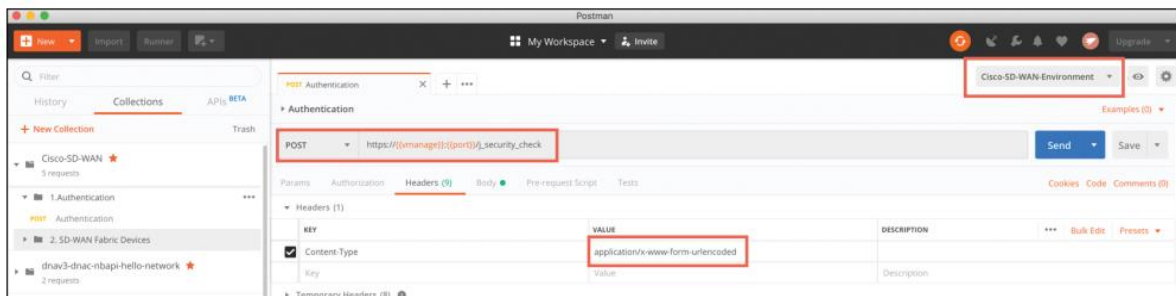 Postman
New Import Runner My Workspace Invite Upgrade
Filter
History Collections APIs BETA
+ New Collection Trash
Cisco-SD-WAN
5 requests
1.Authentication
POST Authentication
2. SD-WAN Fabric Devices
dnav3-dnac-nbapi-hello-network
2 requests
POST Authentication Cisco-SD-WAN-Environment
Authentication Examples (0)
POST https://{{vmanage}}:{{port}}/j_security_check Send Save
Params Authorization Headers (9) Body Pre-request Script Tests Cookies Code Comments (0)
Headers (1)
KEY VALUE DESCRIPTION Bulk Edit Presets
Content-Type application/x-www-form-urlencoded
Key Value Description
Temporary Headers (8)